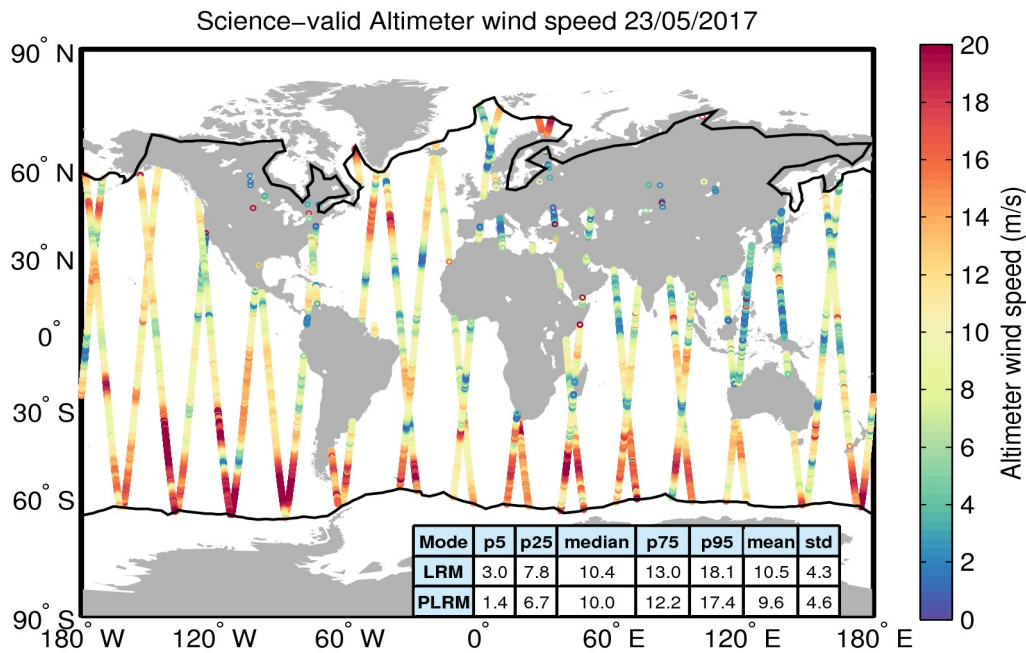 Science−valid Altimeter wind speed 23/05/2017
90° N
60° N
30° N
0°
30° S
60° S
90° S
180° W
120° W
60° W
0°
60° E
120° E
180° E
Mode p5 p25 median p75 p95 mean std
LRM 3.0 7.8 10.4 13.0 18.1 10.5 4.3
PLRM 1.4 6.7 10.0 12.2 17.4 9.6 4.6
20
18
16
14
12
10
8
6
4
2
0
Altimeter wind speed (m/s)